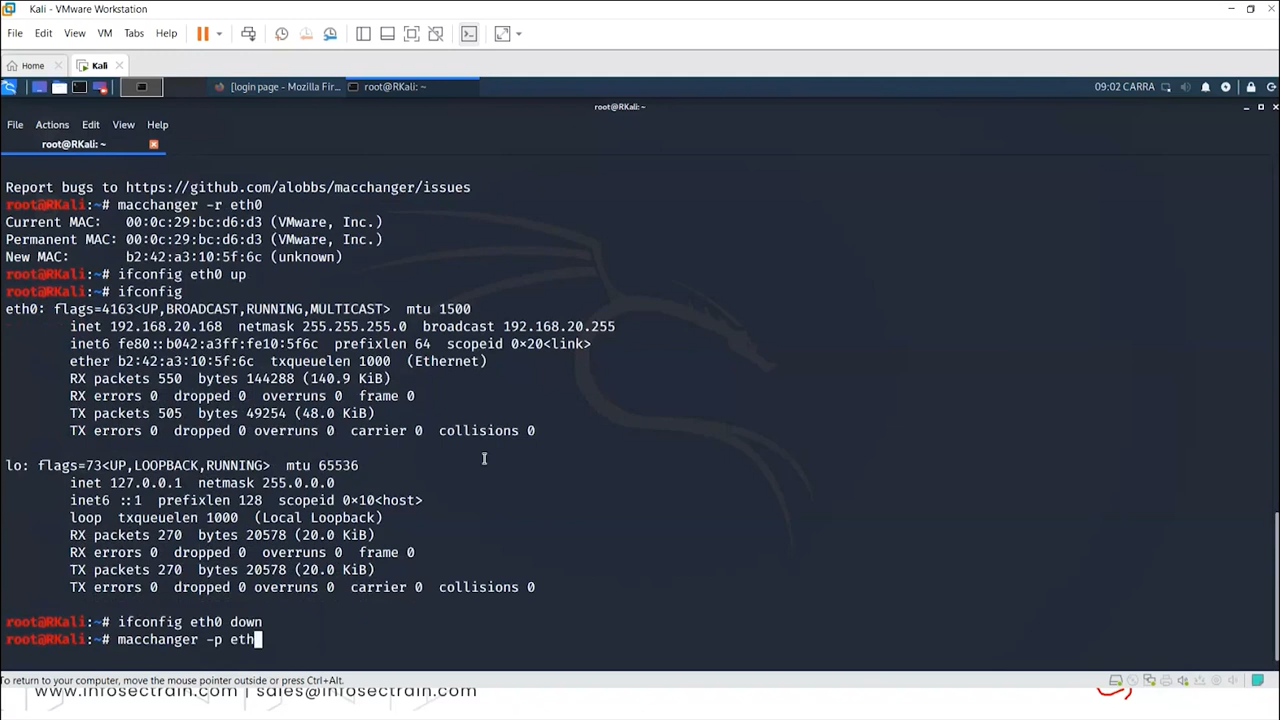 Kali - VMware Workstation
File Edit View VM Tabs Help
Home Kali
[login page - Mozilla Fir... root@RKali: ~ 09:02 CARRA
root@RKali: ~
File Actions Edit View Help
root@RKali: ~
Report bugs to https://github.com/alobbs/macchanger/issues
root@RKali:~# macchanger -r eth0
Current MAC:   00:0c:29:bc:d6:d3 (VMware, Inc.)
Permanent MAC: 00:0c:29:bc:d6:d3 (VMware, Inc.)
New MAC:       b2:42:a3:10:5f:6c (unknown)
root@RKali:~# ifconfig eth0 up
root@RKali:~# ifconfig
eth0: flags=4163<UP,BROADCAST,RUNNING,MULTICAST>  mtu 1500
inet 192.168.20.168  netmask 255.255.255.0  broadcast 192.168.20.255
inet6 fe80::b042:a3ff:fe10:5f6c  prefixlen 64  scopeid 0x20<link>
ether b2:42:a3:10:5f:6c  txqueuelen 1000  (Ethernet)
RX packets 550  bytes 144288 (140.9 KiB)
RX errors 0  dropped 0  overruns 0  frame 0
TX packets 505  bytes 49254 (48.0 KiB)
TX errors 0  dropped 0 overruns 0  carrier 0  collisions 0
lo: flags=73<UP,LOOPBACK,RUNNING>  mtu 65536
inet 127.0.0.1  netmask 255.0.0.0
inet6 ::1  prefixlen 128  scopeid 0x10<host>
loop  txqueuelen 1000  (Local Loopback)
RX packets 270  bytes 20578 (20.0 KiB)
RX errors 0  dropped 0  overruns 0  frame 0
TX packets 270  bytes 20578 (20.0 KiB)
TX errors 0  dropped 0 overruns 0  carrier 0  collisions 0
root@RKali:~# ifconfig eth0 down
root@RKali:~# macchanger -p eth
To return to your computer, move the mouse pointer outside or press Ctrl+Alt.
www.infosectrain.com | sales@infosectrain.com